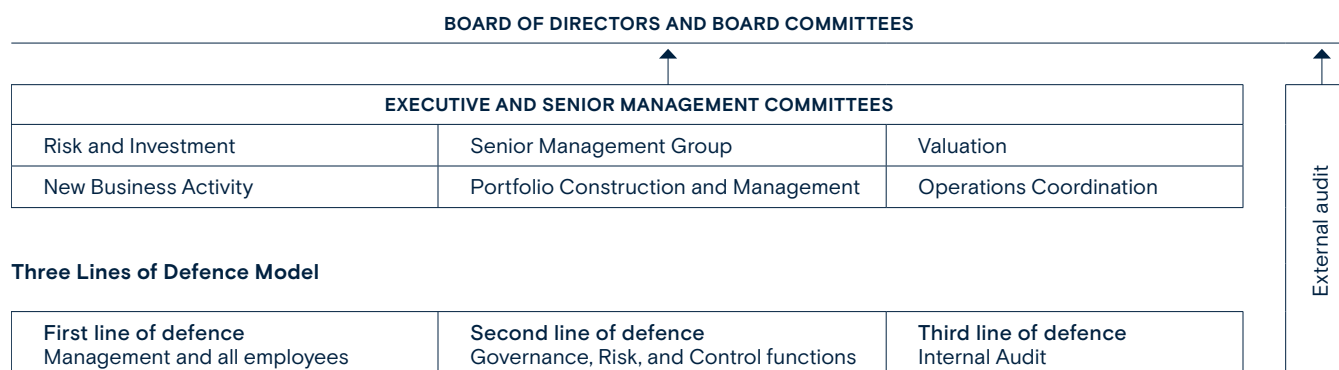 BOARD OF DIRECTORS AND BOARD COMMITTEES
EXECUTIVE AND SENIOR MANAGEMENT COMMITTEES
Risk and Investment
Senior Management Group
Valuation
New Business Activity
Portfolio Construction and Management
Operations Coordination
External audit
Three Lines of Defence Model
First line of defence
Management and all employees
Second line of defence
Governance, Risk, and Control functions
Third line of defence
Internal Audit